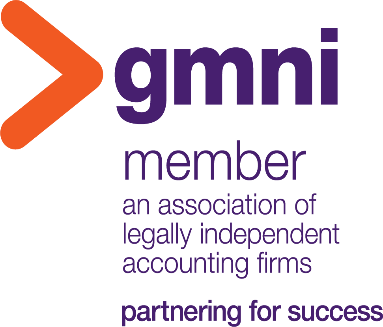 gmni
member
an association of
legally independent
accounting firms
partnering for success